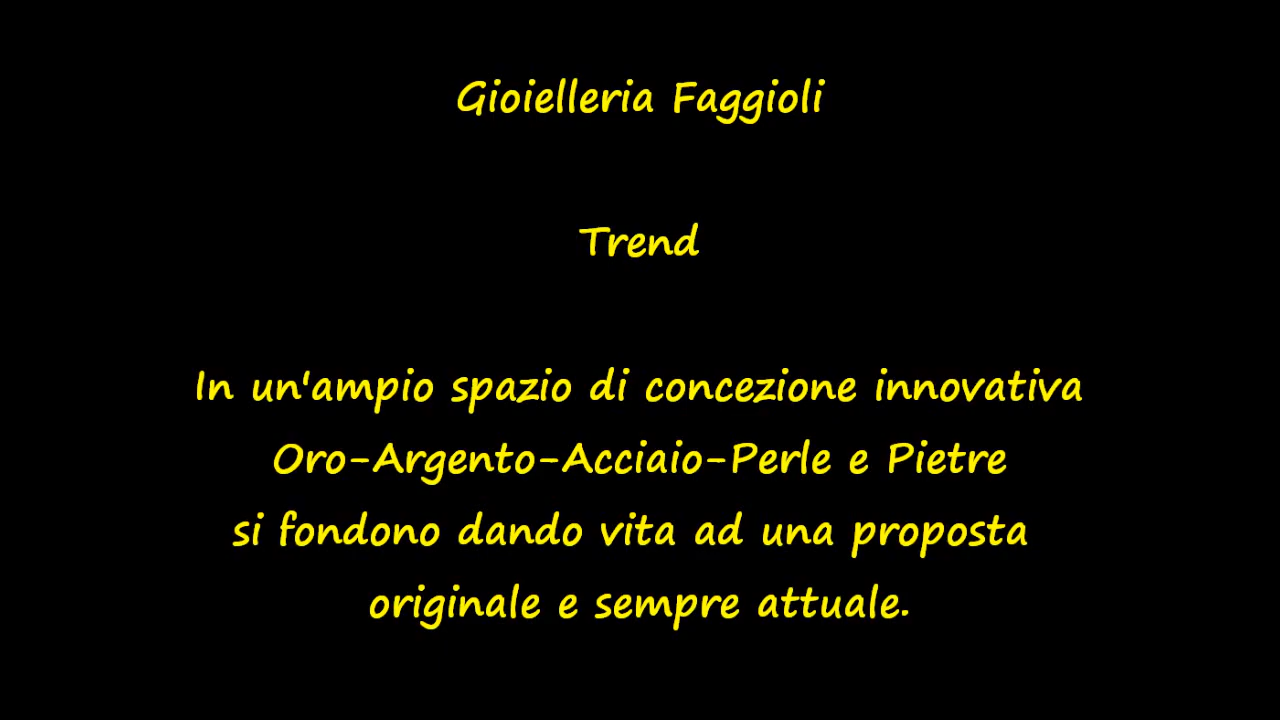 Gioielleria Faggioli
Trend
In un'ampio spazio di concezione innovativa
Oro-Argento-Acciaio-Perle e Pietre
si fondono dando vita ad una proposta
originale e sempre attuale.